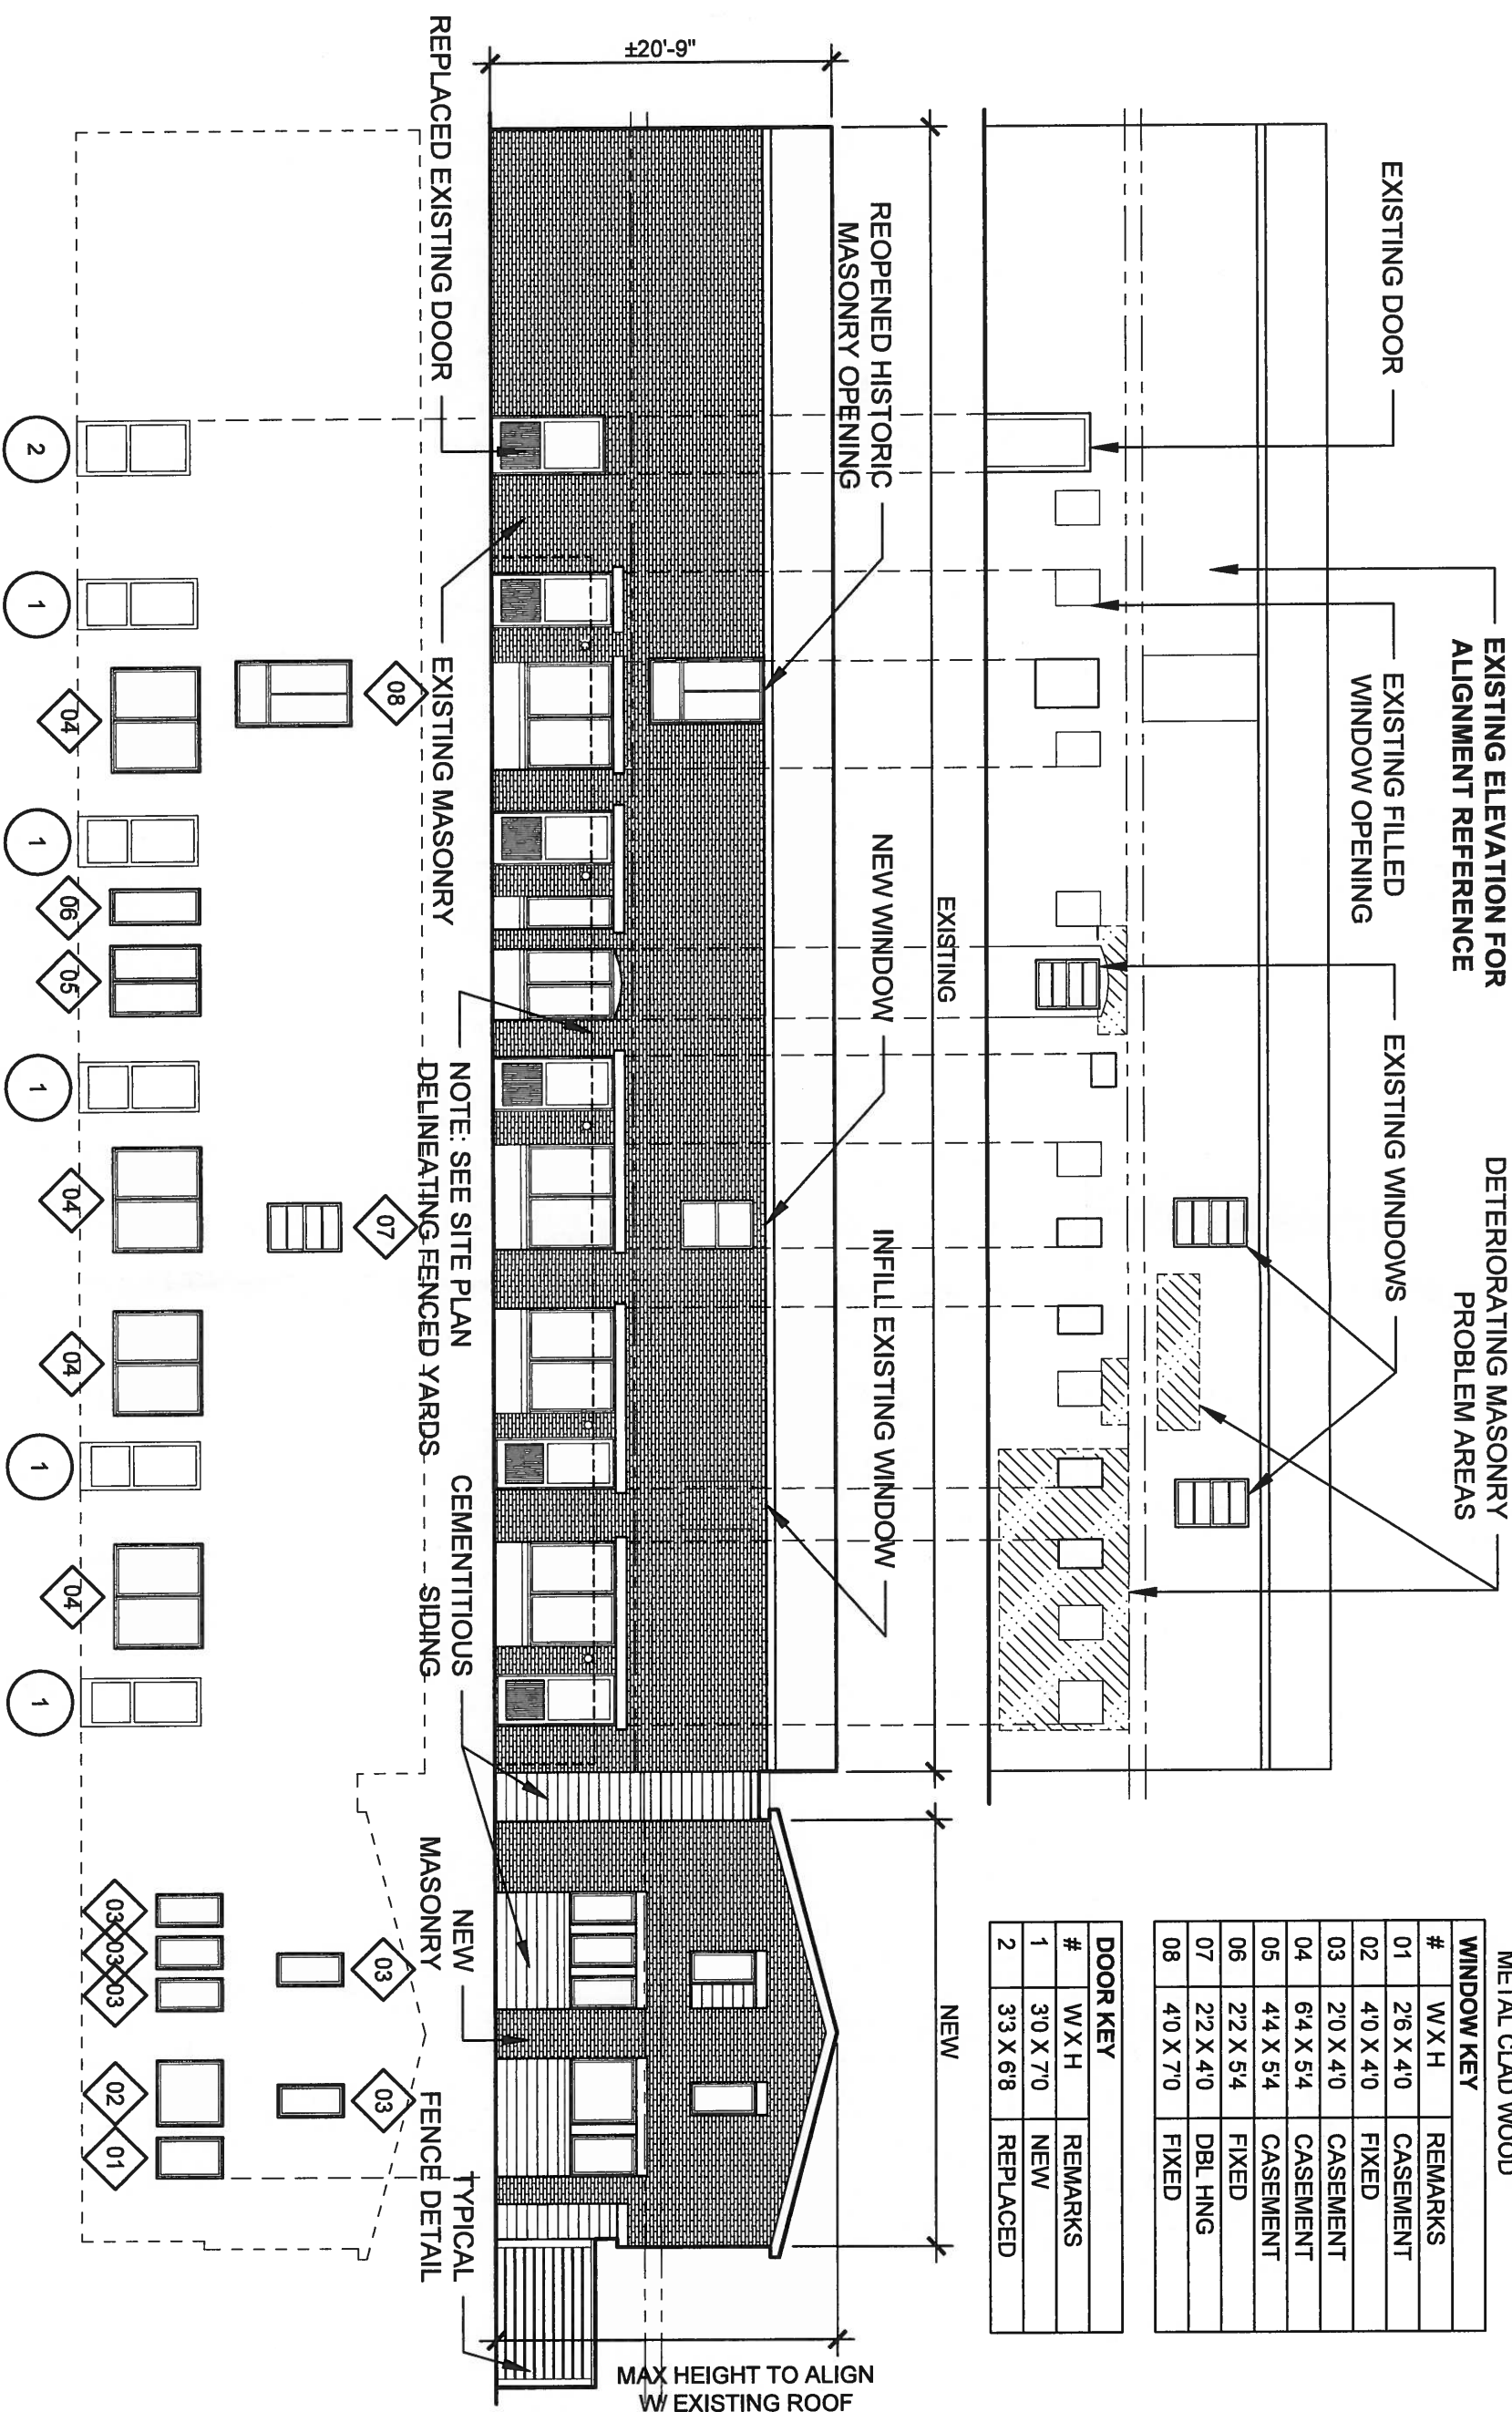 EXISTING ELEVATION FOR
ALIGNMENT REFERENCE
EXISTING DOOR
EXISTING FILLED
WINDOW OPENING
EXISTING WINDOWS
DETERIORATING MASONRY
PROBLEM AREAS
METAL CLAD WOOD
WINDOW KEY
# W X H REMARKS
01 2'6 X 4'0 CASEMENT
02 4'0 X 4'0 FIXED
03 2'0 X 4'0 CASEMENT
04 6'4 X 5'4 CASEMENT
05 4'4 X 5'4 CASEMENT
06 2'2 X 5'4 FIXED
07 2'2 X 4'0 DBL HNG
08 4'0 X 7'0 FIXED
DOOR KEY
# W X H REMARKS
1 3'0 X 7'0 NEW
2 3'3 X 6'8 REPLACED
EXISTING
NEW
REOPENED HISTORIC
MASONRY OPENING
NEW WINDOW
INFILL EXISTING WINDOW
±20'-9"
MAX HEIGHT TO ALIGN
W/ EXISTING ROOF
REPLACED EXISTING DOOR
EXISTING MASONRY
NOTE: SEE SITE PLAN
DELINEATING FENCED YARDS
CEMENTITIOUS
SIDING
NEW
MASONRY
TYPICAL
FENCE DETAIL
08
07
03
03
2
1
04
1
06
05
1
04
04
1
04
1
03
03
03
02
01